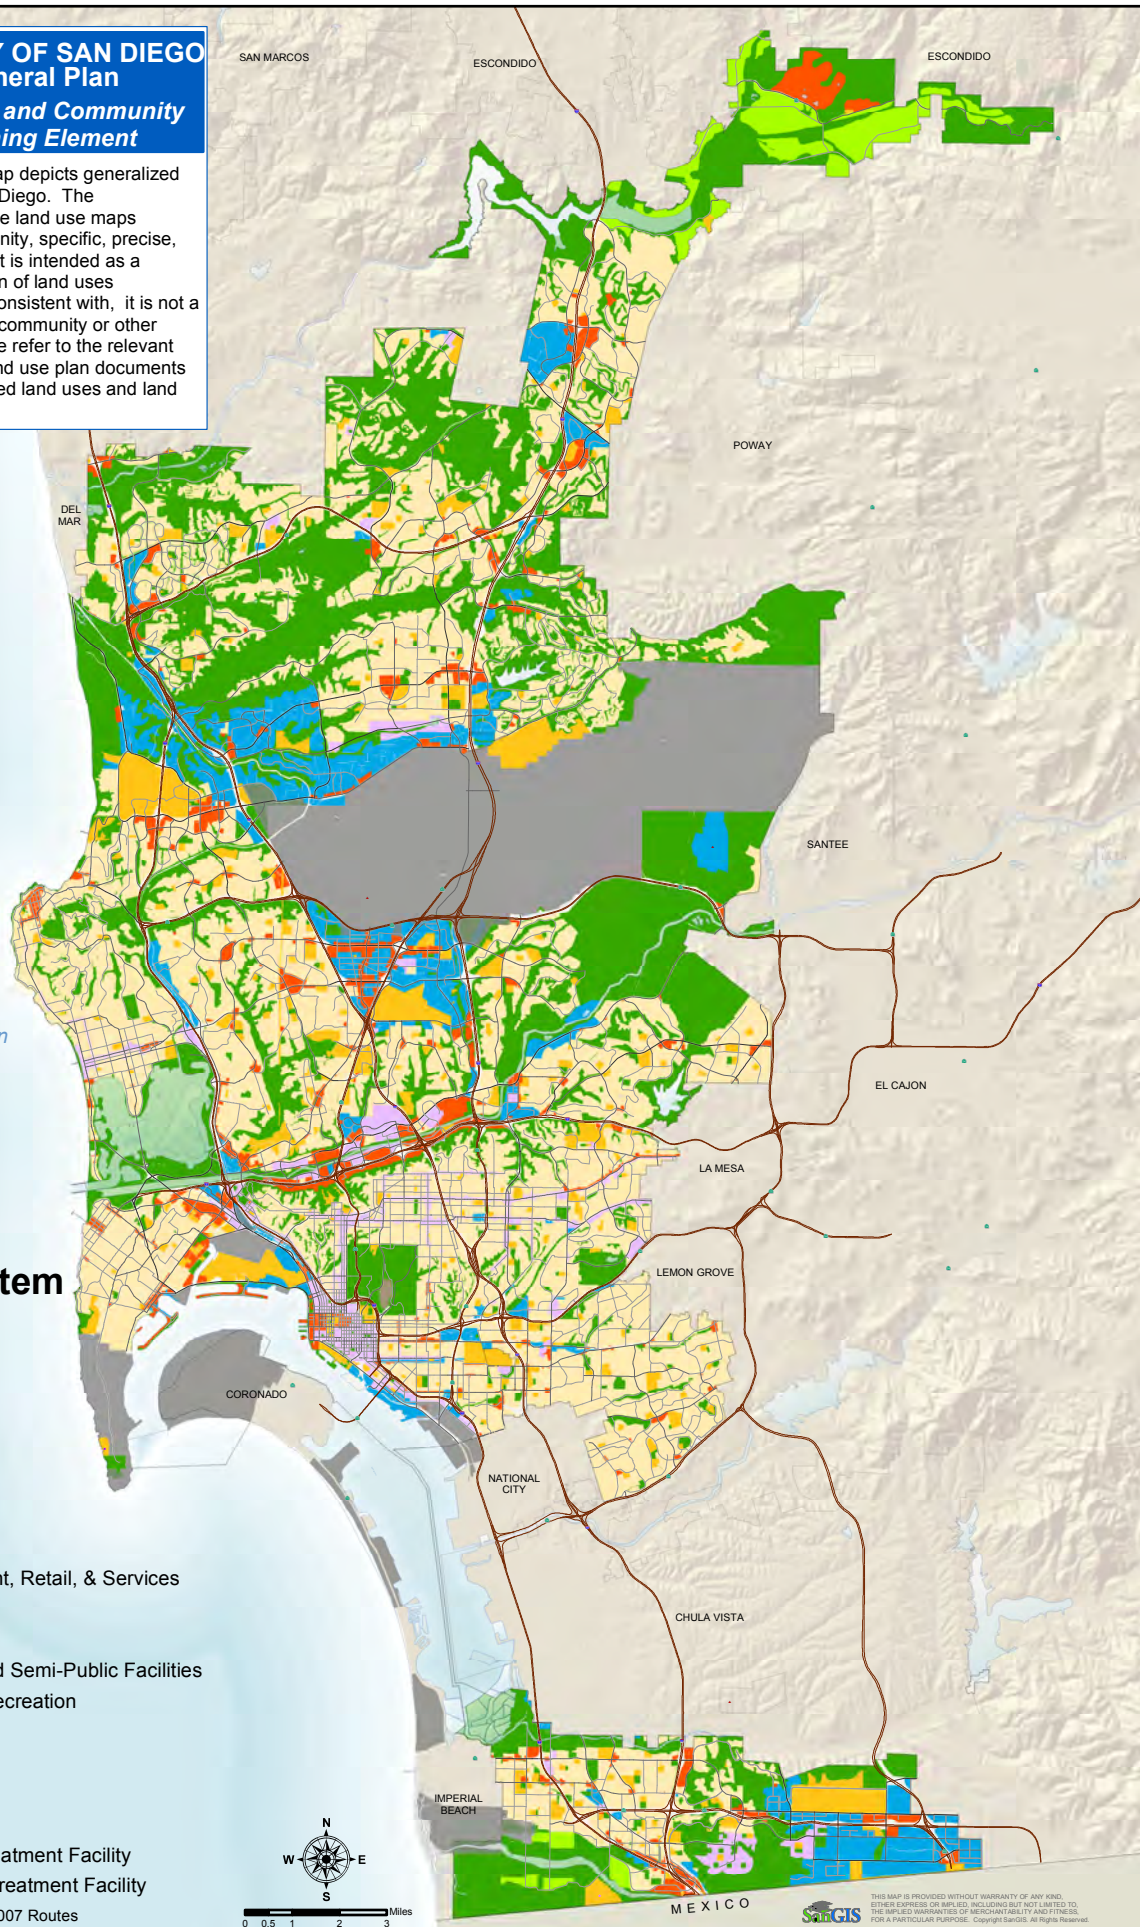 Y OF SAN DIEGO
neral Plan
and Community
ning Element
ap depicts generalized
Diego. The
e land use maps
nity, specific, precise,
t is intended as a
n of land uses
onsistent with, it is not a
community or other
e refer to the relevant
nd use plan documents
ed land uses and land
SAN MARCOS
ESCONDIDO
ESCONDIDO
POWAY
DEL
MAR
SANTEE
n
EL CAJON
LA MESA
LEMON GROVE
tem
CORONADO
NATIONAL
CITY
nt, Retail, & Services
CHULA VISTA
d Semi-Public Facilities
ecreation
IMPERIAL
BEACH
N
W E
S
atment Facility
reatment Facility
007 Routes
Miles
0 0.5 1 2 3
MEXICO
SanGIS
THIS MAP IS PROVIDED WITHOUT WARRANTY OF ANY KIND,
EITHER EXPRESS OR IMPLIED, INCLUDING BUT NOT LIMITED TO,
THE IMPLIED WARRANTIES OF MERCHANTABILITY AND FITNESS
FOR A PARTICULAR PURPOSE. Copyright SanGIS. All Rights Reserved.